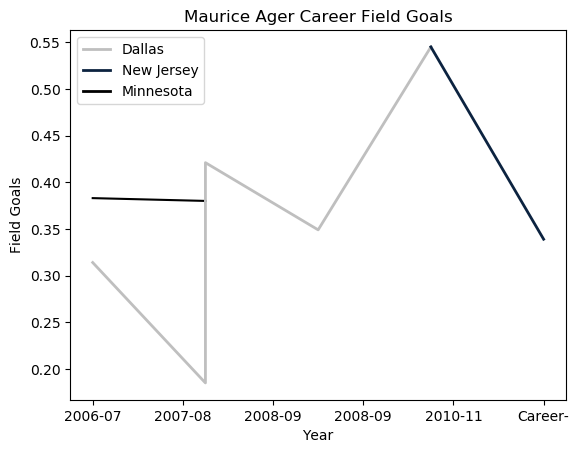 Maurice Ager Career Field Goals
Dallas
New Jersey
Minnesota
Field Goals
0.55
0.50
0.45
0.40
0.35
0.30
0.25
0.20
2006-07 2007-08 2008-09 2008-09 2010-11 Career-
Year